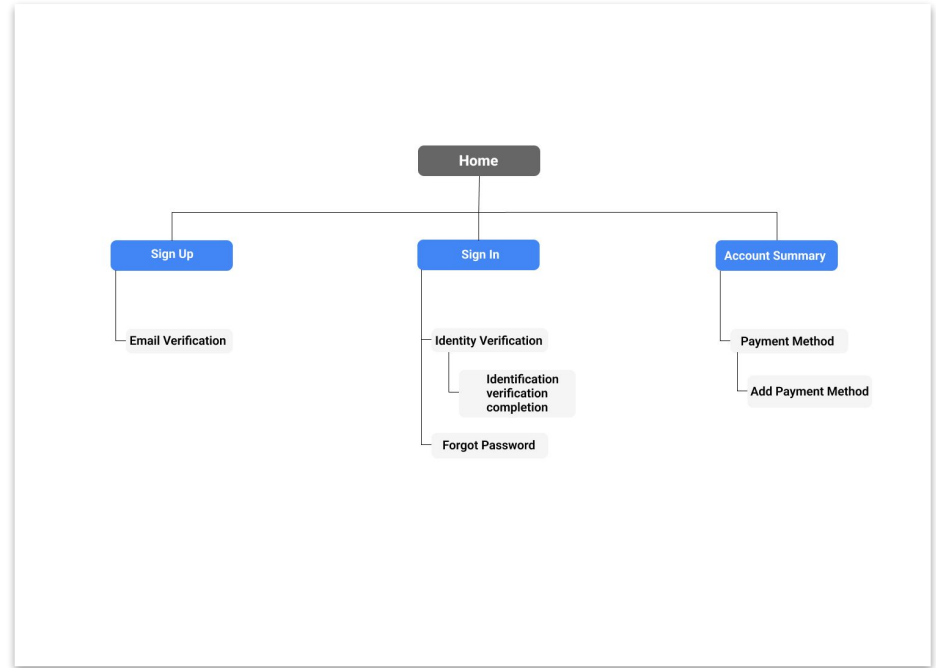 Home
Sign Up
Sign In
Account Summary
Email Verification
Identity Verification
Payment Method
Identification
verification
completion
Add Payment Method
Forgot Password